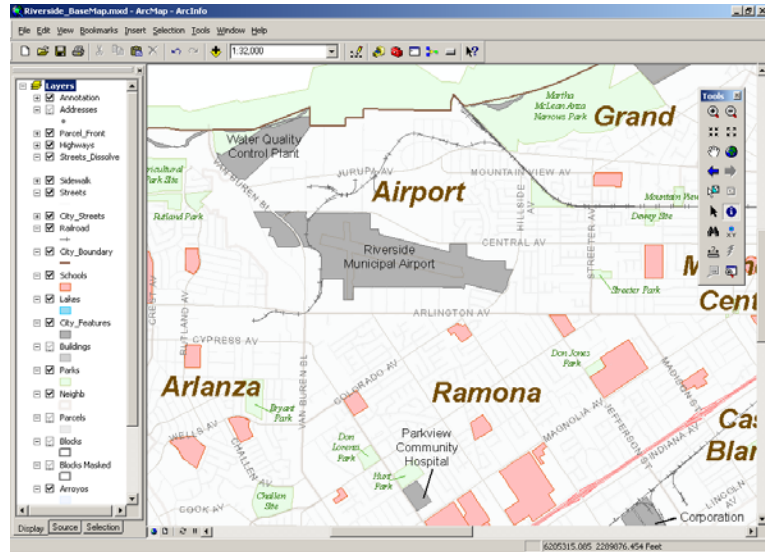 Riverside_BaseMap.mxd - ArcMap - ArcInfo
File Edit View Bookmarks Insert Selection Tools Window Help
1:32,000
Layers
Annotation
Addresses
Parcel_Front
Highways
Streets_Dissolve
Sidewalk
Streets
City_Streets
Railroad
City_Boundary
Schools
Lakes
City_Features
Buildings
Parks
Neighb
Parcels
Blocks
Blocks Masked
Arroyos
Display Source Selection
Tools
Martha
McLean Anza
Narrows Park
Grand
Water Quality
Control Plant
JURUPA AV
MOUNTAIN VIEW AV
VAN BUREN BL
Park Site
Airport
Rutland Park
HILLSIDE AV
Mountain View
Dewey Site
CENTRAL AV
STREETER AV
Riverside
Municipal Airport
Streeter Park
Cent
CREST AV
RUTLAND AV
ARLINGTON AV
CYPRESS AV
Don Jones
Park
MADISON ST
Arlanza
COLORADO AV
Ramona
VAN BUREN BL
Bryant
Park
MAGNOLIA AV
JEFFERSON ST
INDIANA AV
Cas
Blan
WELLS AV
CHALLEN AV
Don
Lorenzo
Park
Parkview
Community
Hospital
Hunt
Park
Challen
Site
COOK AV
LINCOLN AV
Corporation
6205315.085 2289876.454 Feet